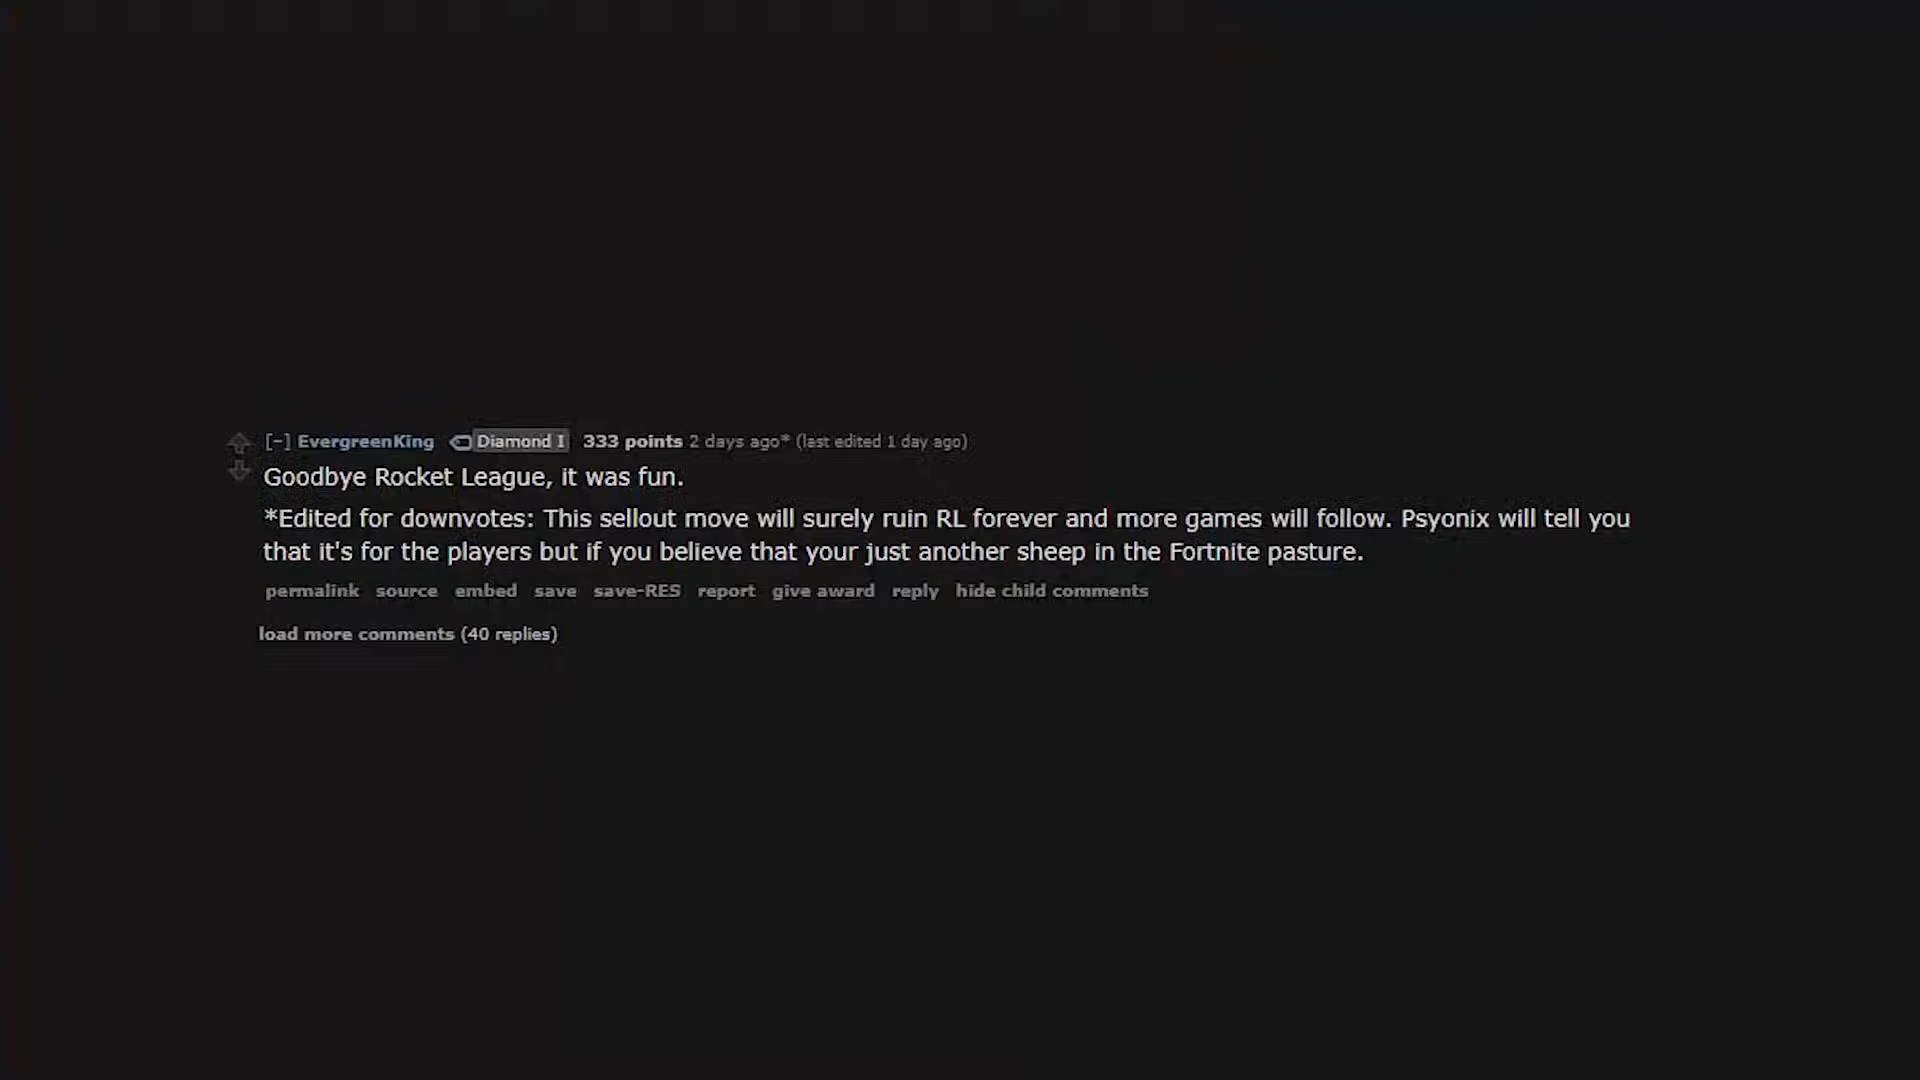 [-] EvergreenKing Diamond I 333 points 2 days ago* (last edited 1 day ago)
Goodbye Rocket League, it was fun.
*Edited for downvotes: This sellout move will surely ruin RL forever and more games will follow. Psyonix will tell you
that it's for the players but if you believe that your just another sheep in the Fortnite pasture.
permalink source embed save save-RES report give award reply hide child comments
load more comments (40 replies)